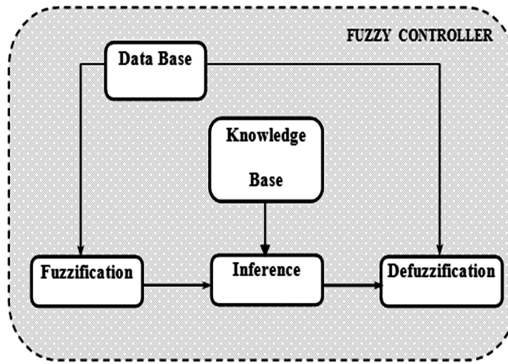 FUZZY CONTROLLER
Data Base
Knowledge
Base
Fuzzification
Inference
Defuzzification